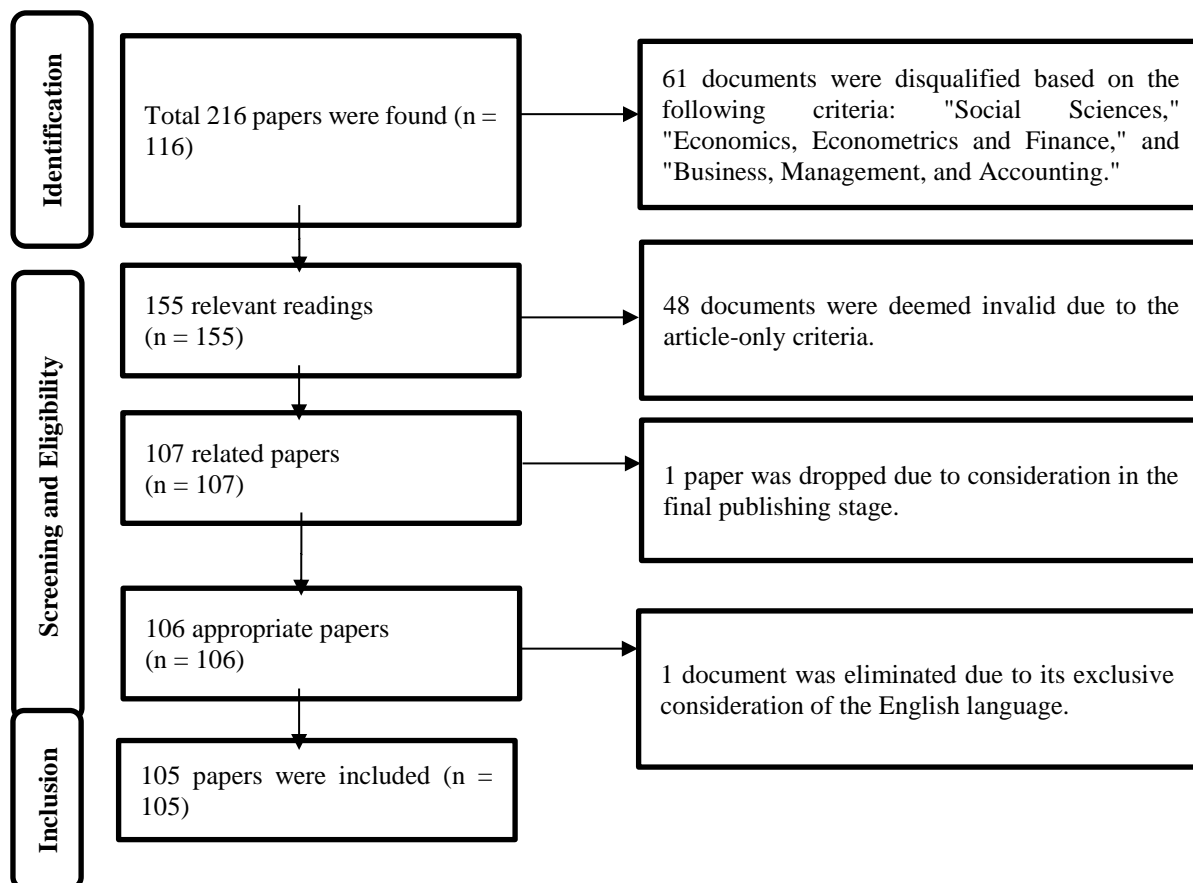 Identification
Total 216 papers were found (n =
116)
61 documents were disqualified based on the
following criteria: "Social Sciences,"
"Economics, Econometrics and Finance," and
"Business, Management, and Accounting."
Screening and Eligibility
155 relevant readings
(n = 155)
48 documents were deemed invalid due to the
article-only criteria.
107 related papers
(n = 107)
1 paper was dropped due to consideration in the
final publishing stage.
106 appropriate papers
(n = 106)
1 document was eliminated due to its exclusive
consideration of the English language.
Inclusion
105 papers were included (n =
105)